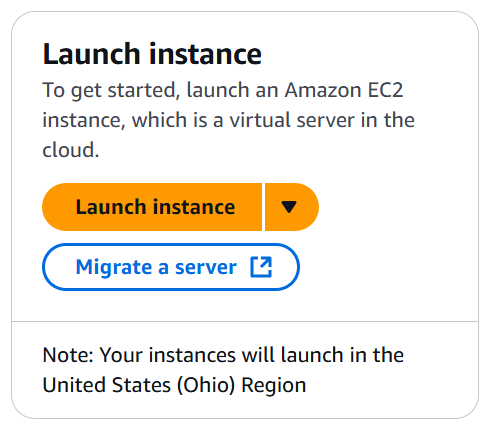 Launch instance
To get started, launch an Amazon EC2
instance, which is a virtual server in the
cloud.
Launch instance
Migrate a server
Note: Your instances will launch in the
United States (Ohio) Region